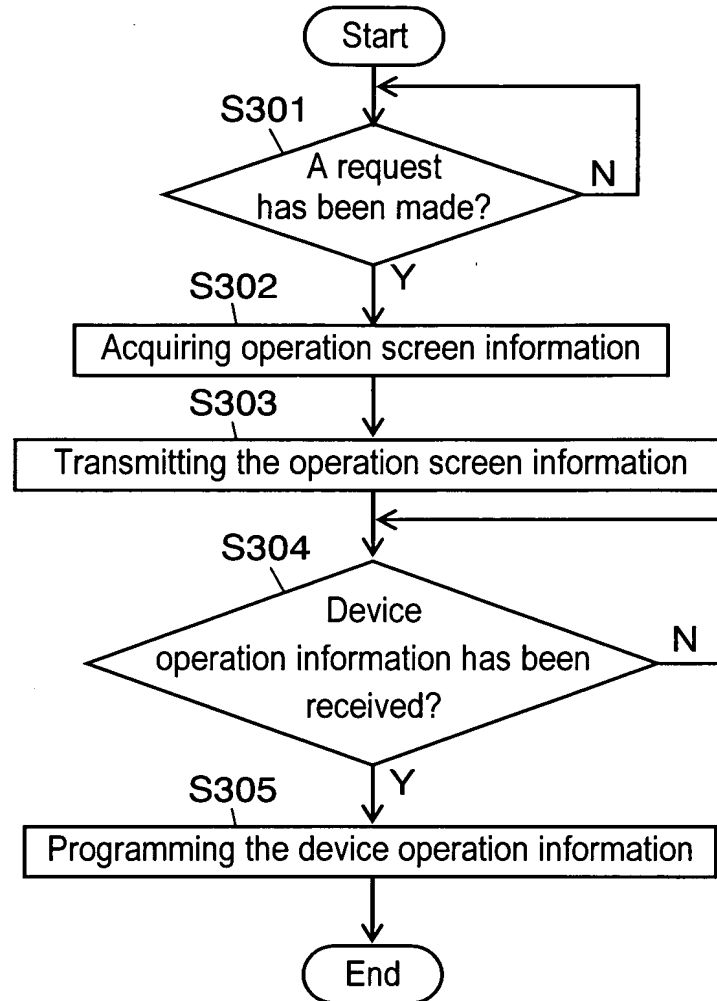 Start
S301
A request
has been made?
N
Y
S302
Acquiring operation screen information
S303
Transmitting the operation screen information
S304
Device
operation information has been
received?
N
Y
S305
Programming the device operation information
End